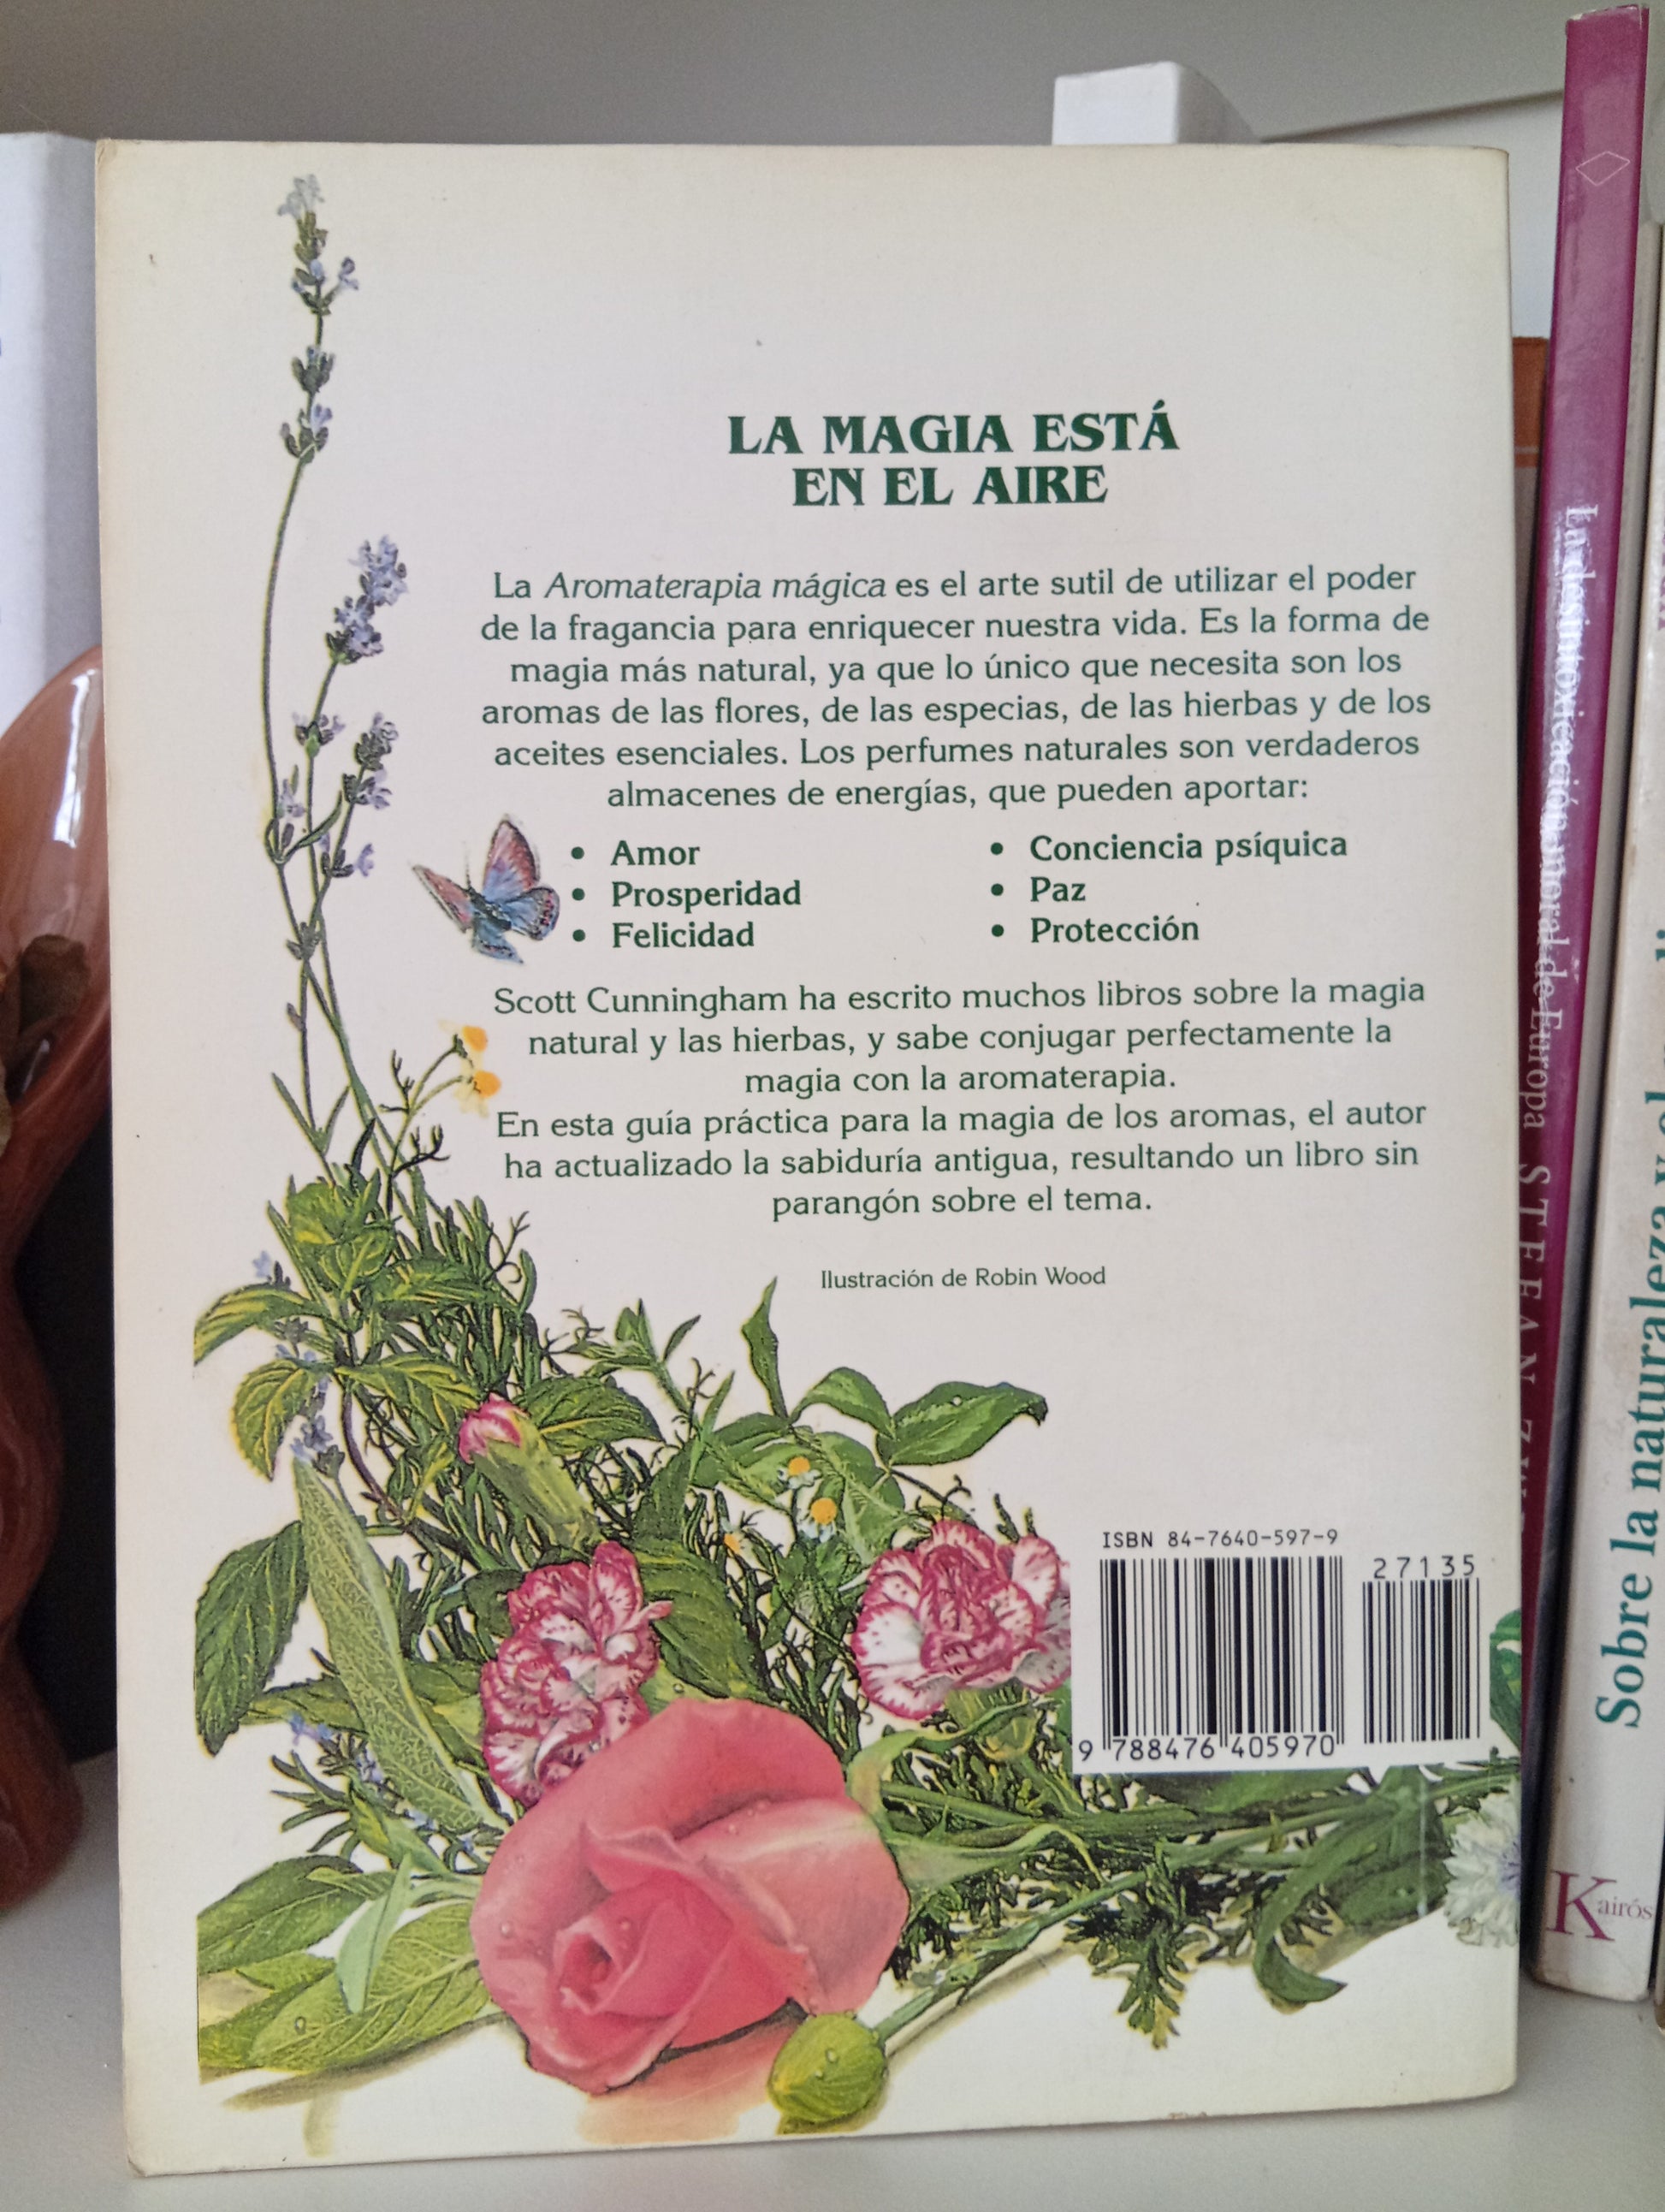 LA MAGIA ESTÁ
EN EL AIRE
La Aromaterapia mágica es el arte sutil de utilizar el poder
de la fragancia para enriquecer nuestra vida. Es la forma de
magia más natural, ya que lo único que necesita son los
aromas de las flores, de las especias, de las hierbas y de los
aceites esenciales. Los perfumes naturales son verdaderos
almacenes de energías, que pueden aportar:
• Amor
• Prosperidad
• Felicidad
• Conciencia psíquica
• Paz
• Protección
Scott Cunningham ha escrito muchos libros sobre la magia
natural y las hierbas, y sabe conjugar perfectamente la
magia con la aromaterapia.
En esta guía práctica para la magia de los aromas, el autor
ha actualizado la sabiduría antigua, resultando un libro sin
parangón sobre el tema.
Ilustración de Robin Wood
ISBN 84-7640-597-9
27135
9 788476 405970
La desintoxicación moral de Europa STEFAN
Sobre la naturaleza y el
Kairós